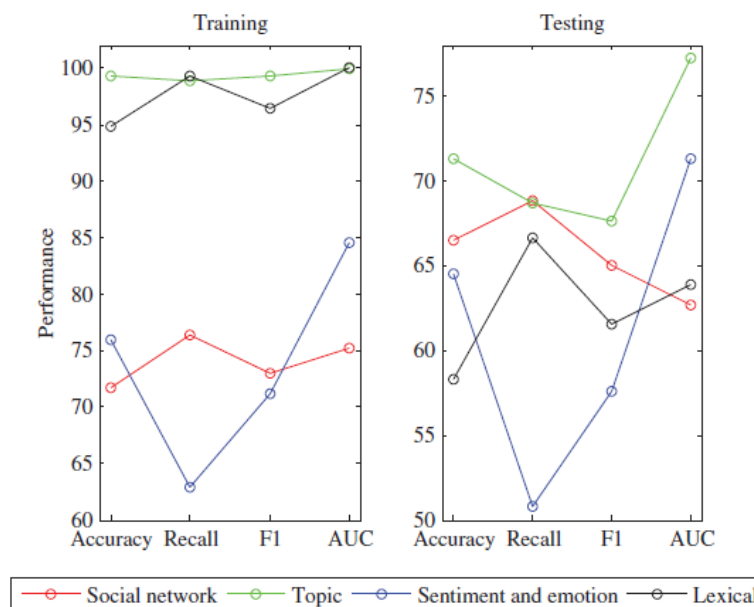 Training
Testing
Performance
100
95
90
85
80
75
70
65
60
Accuracy Recall F1 AUC
75
70
65
60
55
50
Accuracy Recall F1 AUC
Social network Topic Sentiment and emotion Lexical